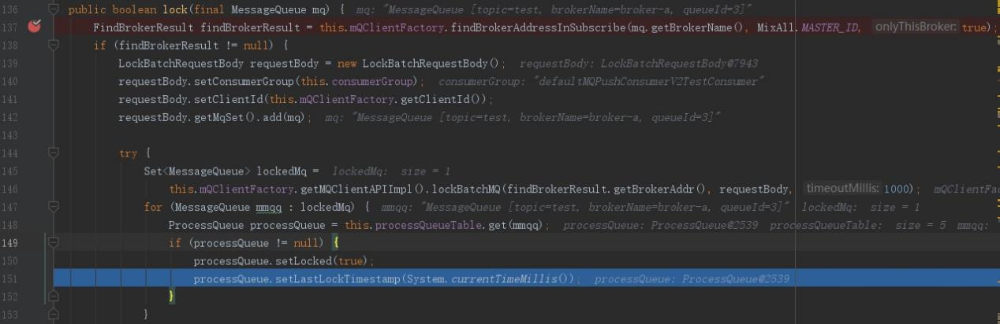 136 public boolean lock(final MessageQueue mq) { mq: "MessageQueue [topic=test, brokerName=broker-a, queueId=3]"
137 FindBrokerResult findBrokerResult = this.mQClientFactory.findBrokerAddressInSubscribe(mq.getBrokerName(), MixAll.MASTER_ID, onlyThisBroker: true);
138 if (findBrokerResult != null) {
139 LockBatchRequestBody requestBody = new LockBatchRequestBody(); requestBody: LockBatchRequestBody@7943
140 requestBody.setConsumerGroup(this.consumerGroup); consumerGroup: "defaultMQPushConsumerV2TestConsumer"
141 requestBody.setClientId(this.mQClientFactory.getClientId());
142 requestBody.getMqSet().add(mq); mq: "MessageQueue [topic=test, brokerName=broker-a, queueId=3]"
143
144 try {
145 Set<MessageQueue> lockedMq = lockedMq: size = 1
146 this.mQClientFactory.getMQClientAPIImpl().lockBatchMQ(findBrokerResult.getBrokerAddr(), requestBody, timeoutMillis: 1000); mQClientFac
147 for (MessageQueue mmqq : lockedMq) { mmqq: "MessageQueue [topic=test, brokerName=broker-a, queueId=3]" lockedMq: size = 1
148 ProcessQueue processQueue = this.processQueueTable.get(mmqq); processQueue: ProcessQueue@2539 processQueueTable: size = 5 mmqq:
149 if (processQueue != null) {
150 processQueue.setLocked(true);
151 processQueue.setLastLockTimestamp(System.currentTimeMillis()); processQueue: ProcessQueue@2539
152 }
153 }